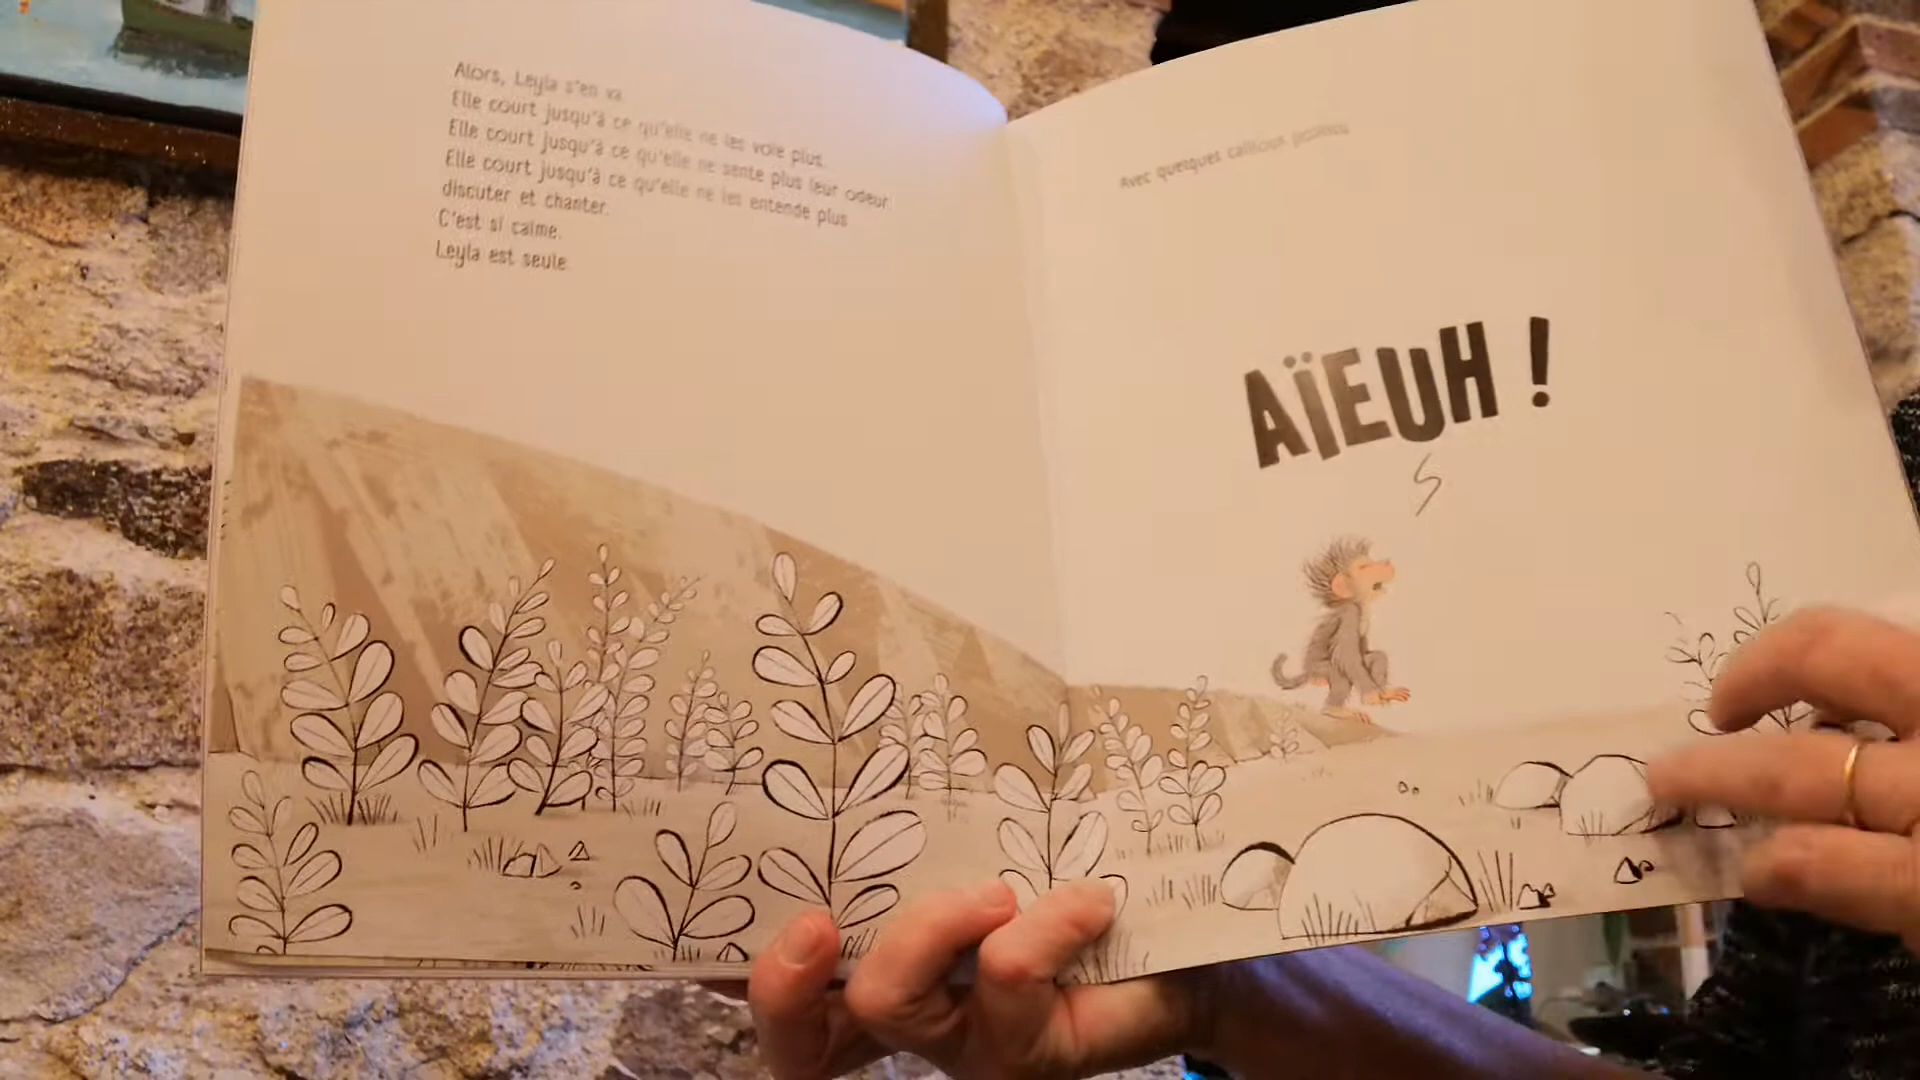 Alors, Leyla s'en va.
Elle court jusqu'à ce qu'elle ne les voie plus.
Elle court jusqu'à ce qu'elle ne sente plus leur odeur.
Elle court jusqu'à ce qu'elle ne les entende plus
discuter et chanter.
C'est si calme.
Leyla est seule.
Avec quelques cailloux pointus.
AÏEUH !